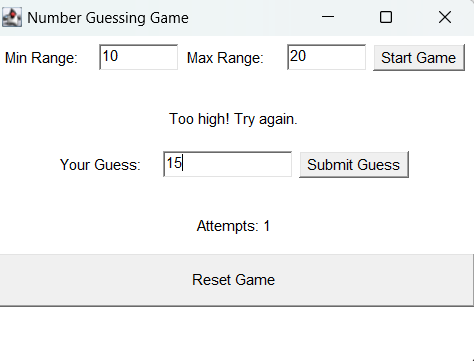 Number Guessing Game
Min Range: 10 Max Range: 20 Start Game
Too high! Try again.
Your Guess: 15 Submit Guess
Attempts: 1
Reset Game